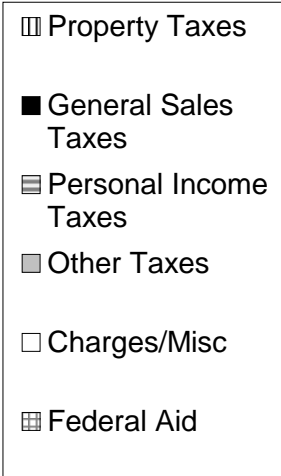 Property Taxes
General Sales
Taxes
Personal Income
Taxes
Other Taxes
Charges/Misc
Federal Aid